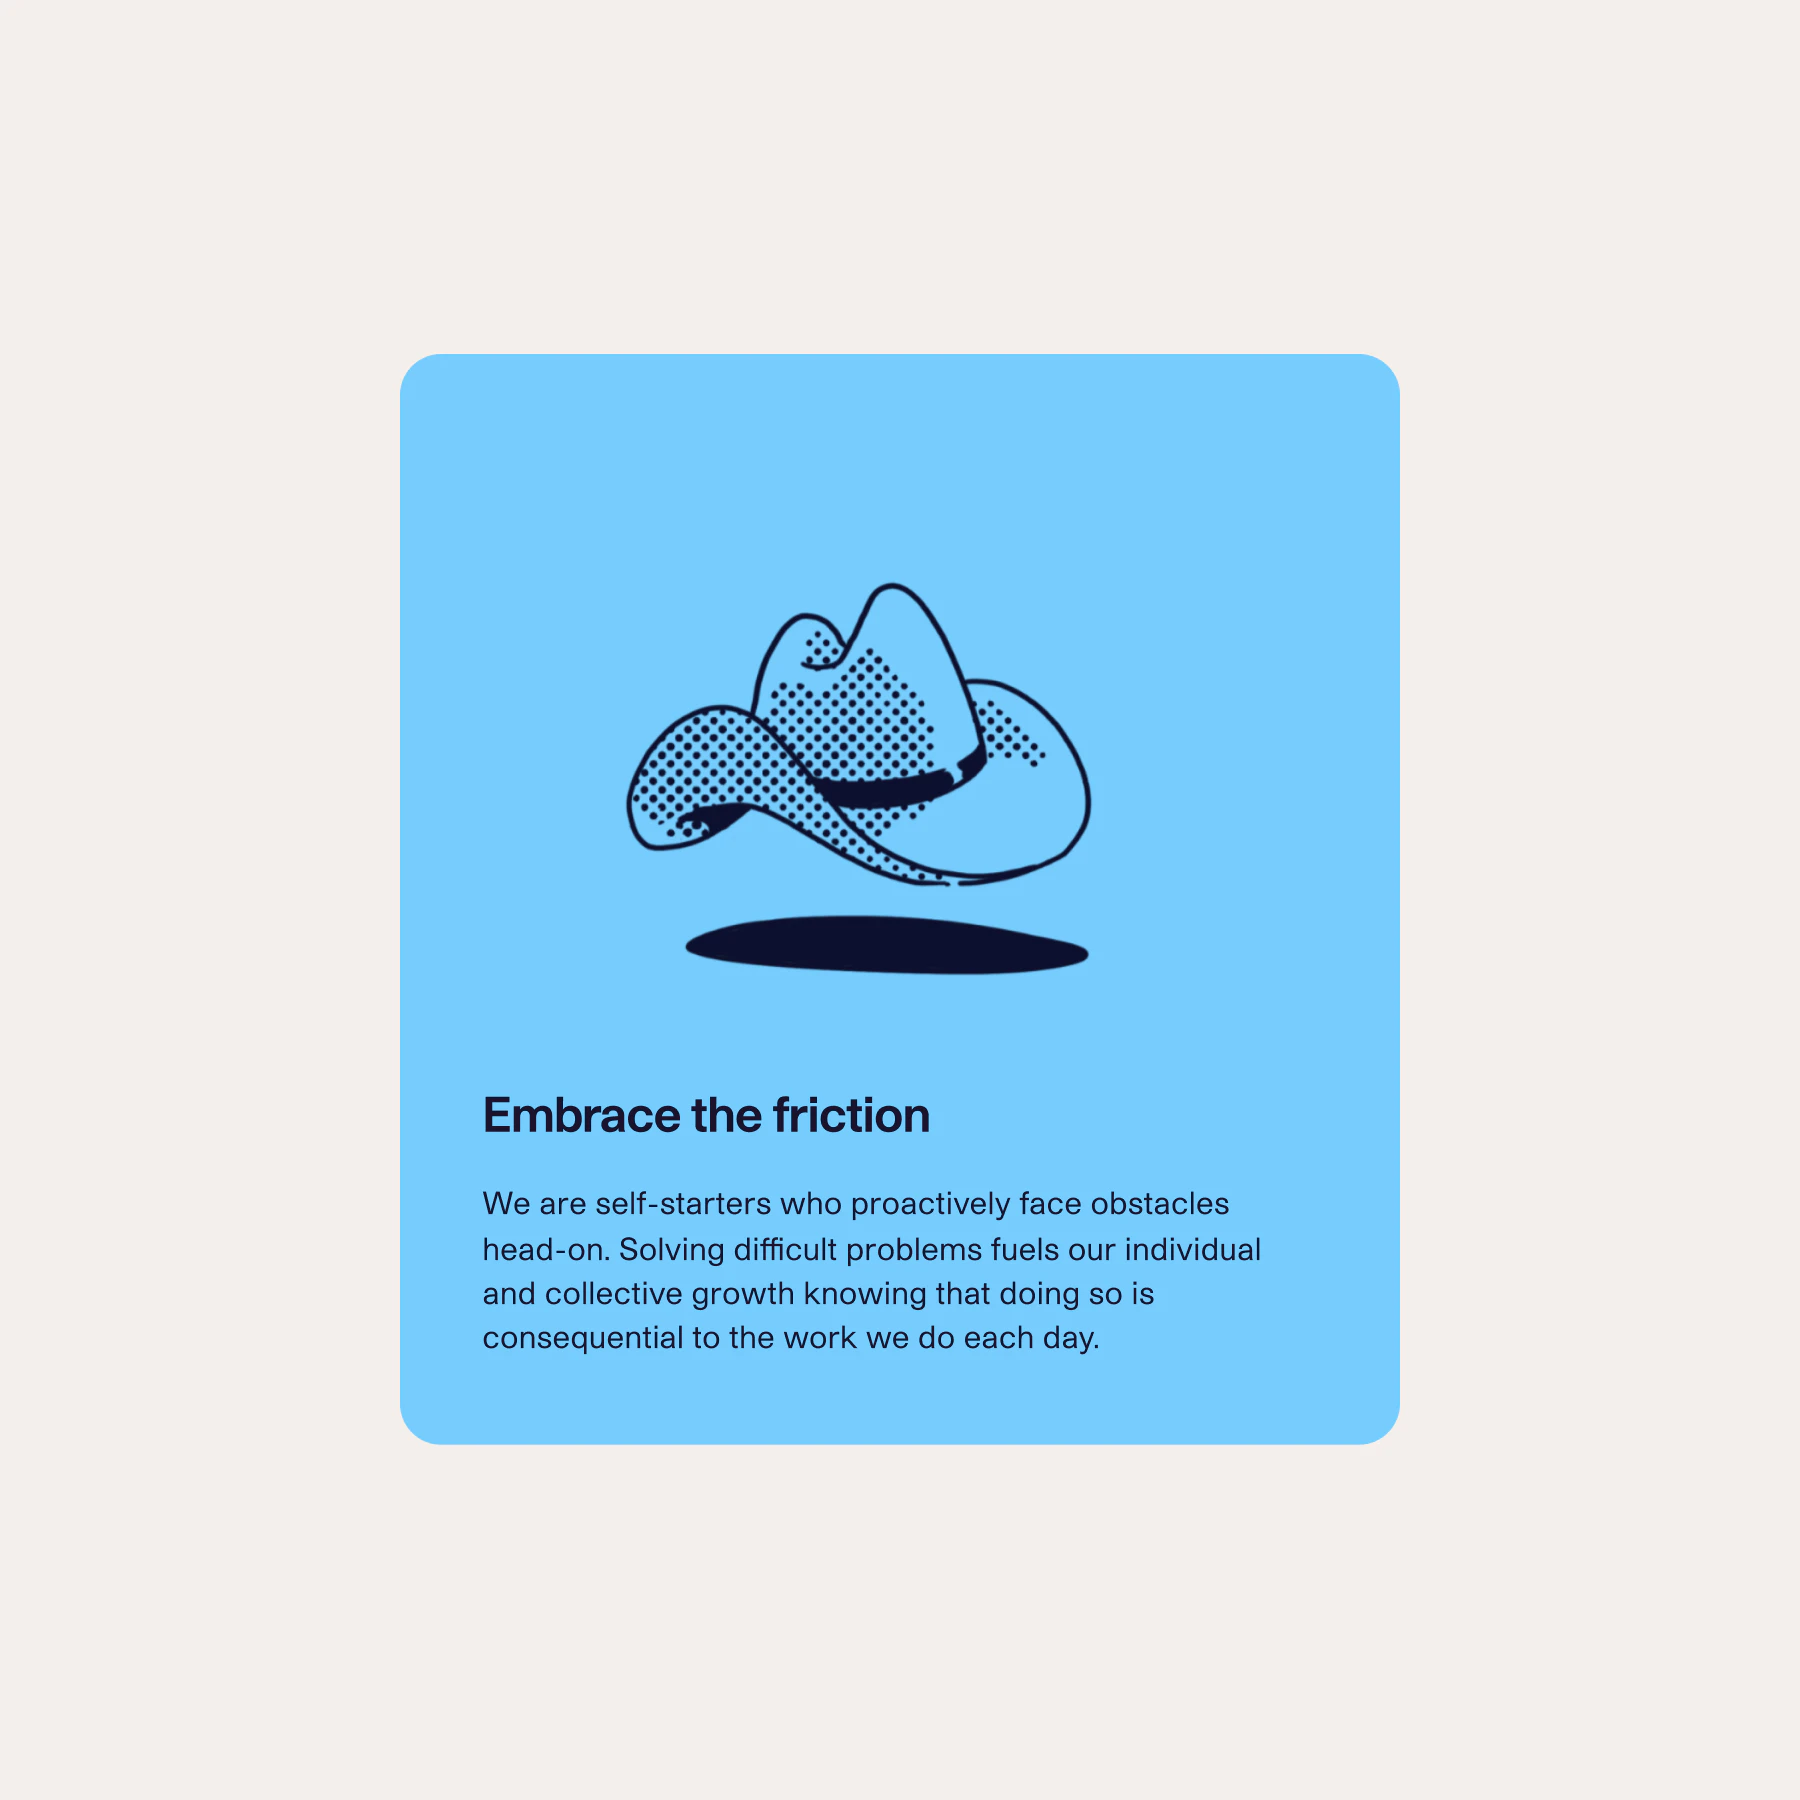 Embrace the friction
We are self-starters who proactively face obstacles
head-on. Solving difficult problems fuels our individual
and collective growth knowing that doing so is
consequential to the work we do each day.